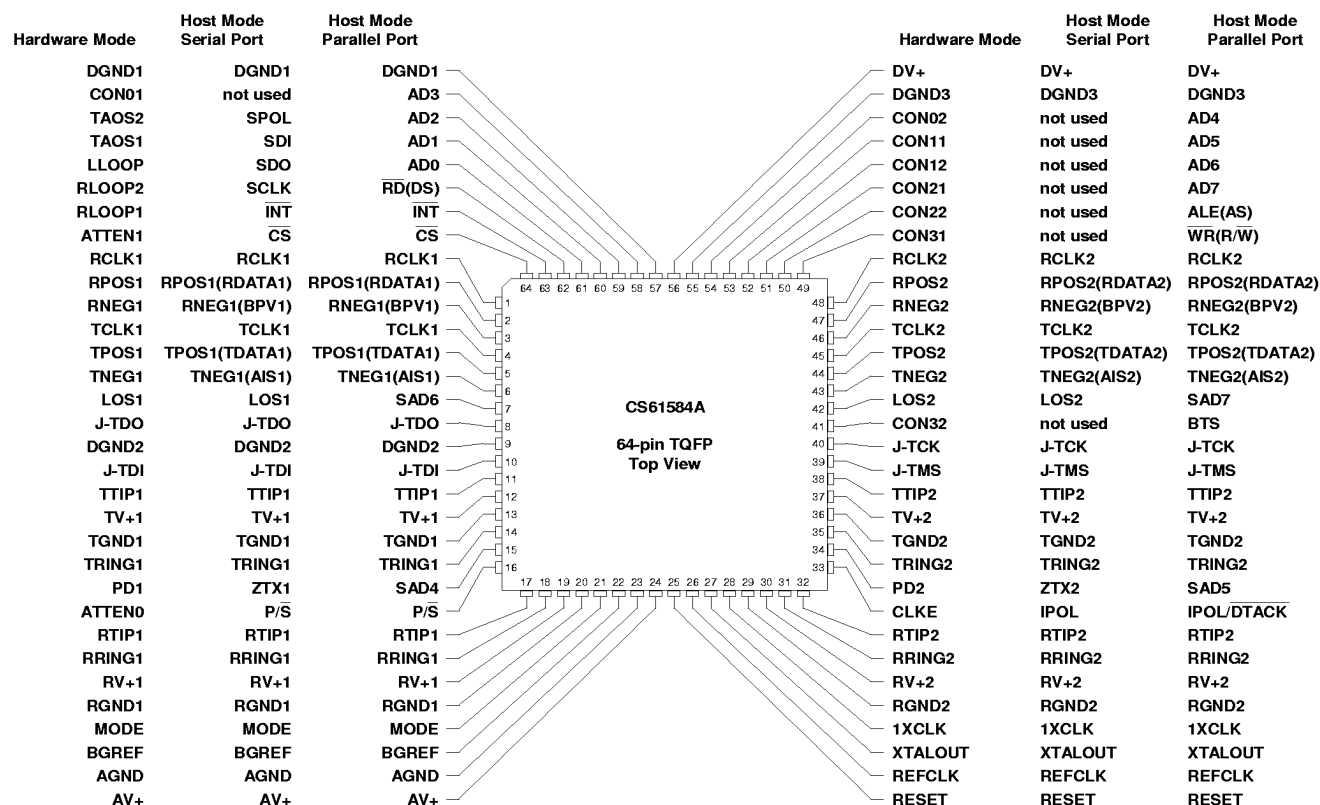 Hardware Mode Host Mode Serial Port Host Mode Parallel Port
DGND1 DGND1 DGND1
CON01 not used AD3
TAOS2 SPOL AD2
TAOS1 SDI AD1
LLOOP SDO AD0
RLOOP2 SCLK R̅D̅(DS)
RLOOP1 I̅N̅T̅ I̅N̅T̅
ATTEN1 C̅S̅ C̅S̅
RCLK1 RCLK1 RCLK1
RPOS1 RPOS1(RDATA1) RPOS1(RDATA1)
RNEG1 RNEG1(BPV1) RNEG1(BPV1)
TCLK1 TCLK1 TCLK1
TPOS1 TPOS1(TDATA1) TPOS1(TDATA1)
TNEG1 TNEG1(AIS1) TNEG1(AIS1)
LOS1 LOS1 SAD6
J-TDO J-TDO J-TDO
DGND2 DGND2 DGND2
J-TDI J-TDI J-TDI
TTIP1 TTIP1 TTIP1
TV+1 TV+1 TV+1
TGND1 TGND1 TGND1
TRING1 TRING1 TRING1
PD1 ZTX1 SAD4
ATTEN0 P/S̅ P/S̅
RTIP1 RTIP1 RTIP1
RRING1 RRING1 RRING1
RV+1 RV+1 RV+1
RGND1 RGND1 RGND1
MODE MODE MODE
BGREF BGREF BGREF
AGND AGND AGND
AV+ AV+ AV+
64 63 62 61 60 59 58 57 56 55 54 53 52 51 50 49
1
2
3
4
5
6
7
8
9
10
11
12
13
14
15
16
CS61584A
64-pin TQFP
Top View
48
47
46
45
44
43
42
41
40
39
38
37
36
35
34
33
17 18 19 20 21 22 23 24 25 26 27 28 29 30 31 32
Hardware Mode Host Mode Serial Port Host Mode Parallel Port
DV+ DV+ DV+
DGND3 DGND3 DGND3
CON02 not used AD4
CON11 not used AD5
CON12 not used AD6
CON21 not used AD7
CON22 not used ALE(AS)
CON31 not used W̅R̅(R/W̅)
RCLK2 RCLK2 RCLK2
RPOS2 RPOS2(RDATA2) RPOS2(RDATA2)
RNEG2 RNEG2(BPV2) RNEG2(BPV2)
TCLK2 TCLK2 TCLK2
TPOS2 TPOS2(TDATA2) TPOS2(TDATA2)
TNEG2 TNEG2(AIS2) TNEG2(AIS2)
LOS2 LOS2 SAD7
CON32 not used BTS
J-TCK J-TCK J-TCK
J-TMS J-TMS J-TMS
TTIP2 TTIP2 TTIP2
TV+2 TV+2 TV+2
TGND2 TGND2 TGND2
TRING2 TRING2 TRING2
PD2 ZTX2 SAD5
CLKE IPOL IPOL/D̅T̅A̅C̅K̅
RTIP2 RTIP2 RTIP2
RRING2 RRING2 RRING2
RV+2 RV+2 RV+2
RGND2 RGND2 RGND2
1XCLK 1XCLK 1XCLK
XTALOUT XTALOUT XTALOUT
REFCLK REFCLK REFCLK
RESET RESET RESET